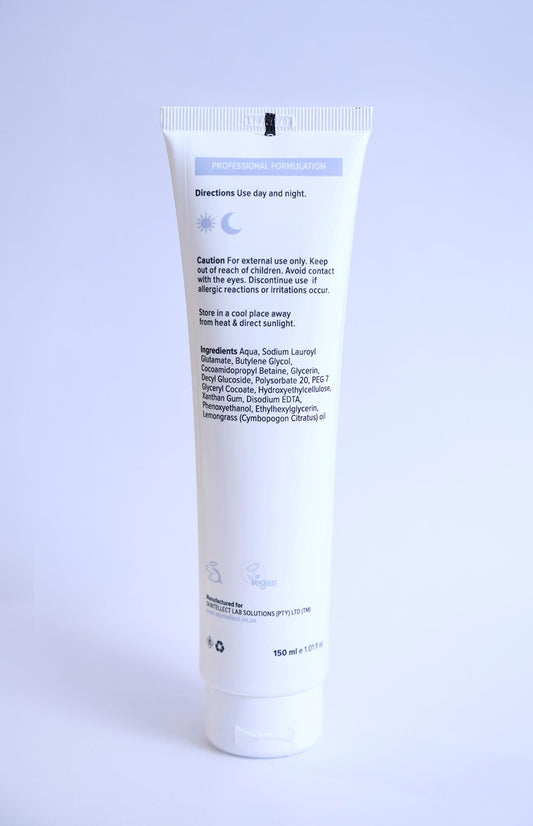 PROFESSIONAL FORMULATION
Directions Use day and night.
Caution For external use only. Keep
out of reach of children. Avoid contact
with the eyes. Discontinue use if
allergic reactions or irritations occur.
Store in a cool place away
from heat & direct sunlight.
Ingredients Aqua, Sodium Lauroyl
Glutamate, Butylene Glycol,
Cocoamidopropyl Betaine, Glycerin,
Decyl Glucoside, Polysorbate 20, PEG 7
Glyceryl Cocoate, Hydroxyethylcellulose,
Xanthan Gum, Disodium EDTA,
Phenoxyethanol, Ethylhexylglycerin,
Lemongrass (Cymbopogon Citratus) oil
Vegan
Manufactured for
SKINTELLECT LAB SOLUTIONS (PTY) LTD (TM)
www.skintellect.co.za
150 ml e 1.01 fl oz